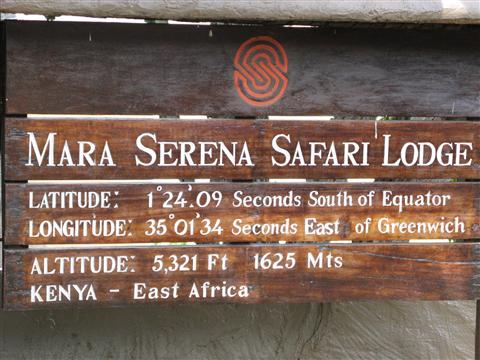 MARA SERENA SAFARI LODGE
LATITUDE: 1°24'.09 Seconds South of Equator
LONGITUDE: 35°01'34 Seconds East of Greenwich
ALTITUDE: 5,321 Ft 1625 Mts
KENYA - East Africa